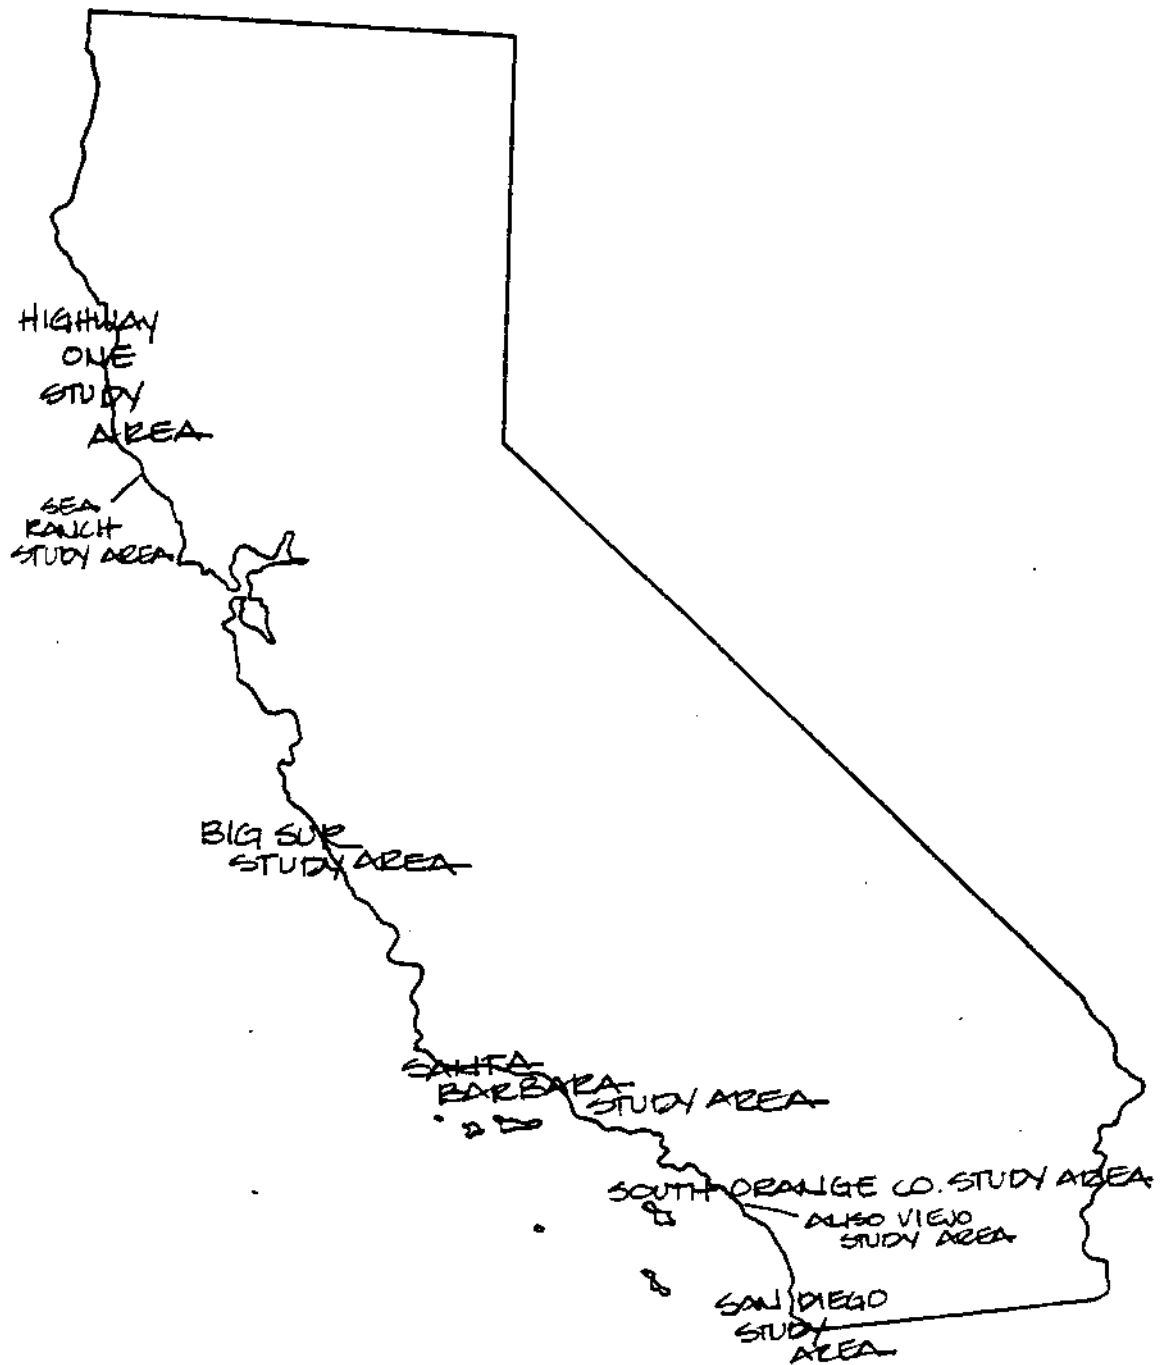 HIGHWAY
ONE
STUDY
AREA
SEA
RANCH
STUDY AREA
BIG SUR
STUDY AREA
SANTA
BARBARA
STUDY AREA
SOUTH ORANGE CO. STUDY AREA
ALISO VIEJO
STUDY AREA
SAN DIEGO
STUDY
AREA